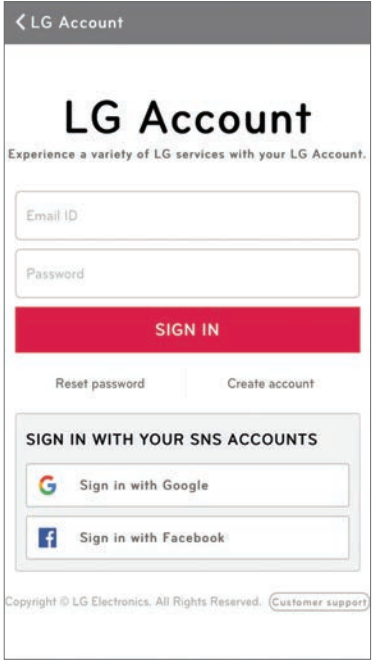 LG Account
LG Account
Experience a variety of LG services with your LG Account.
Email ID
Password
SIGN IN
Reset password Create account
SIGN IN WITH YOUR SNS ACCOUNTS
Sign in with Google
Sign in with Facebook
Copyright © LG Electronics. All Rights Reserved. Customer support